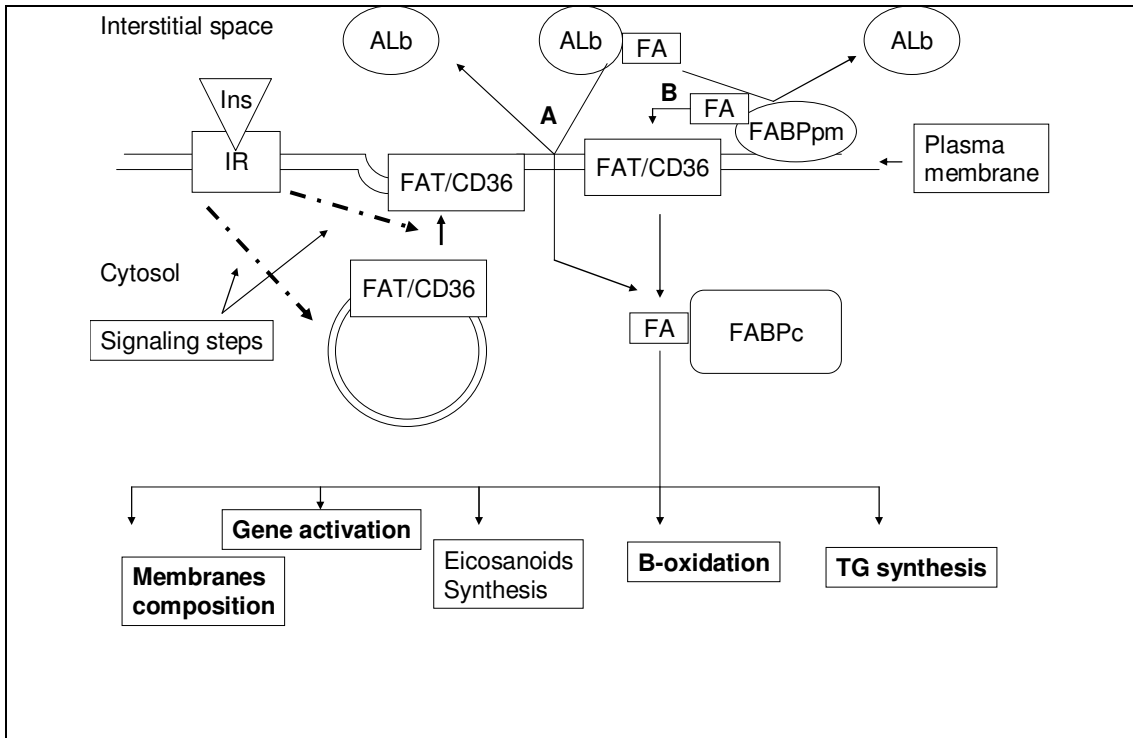 Interstitial space
ALb
ALb
FA
ALb
Ins
A
B
FA
FABPpm
IR
FAT/CD36
FAT/CD36
Plasma
membrane
Cytosol
FAT/CD36
Signaling steps
FA
FABPc
Gene activation
Membranes
composition
Eicosanoids
Synthesis
B-oxidation
TG synthesis